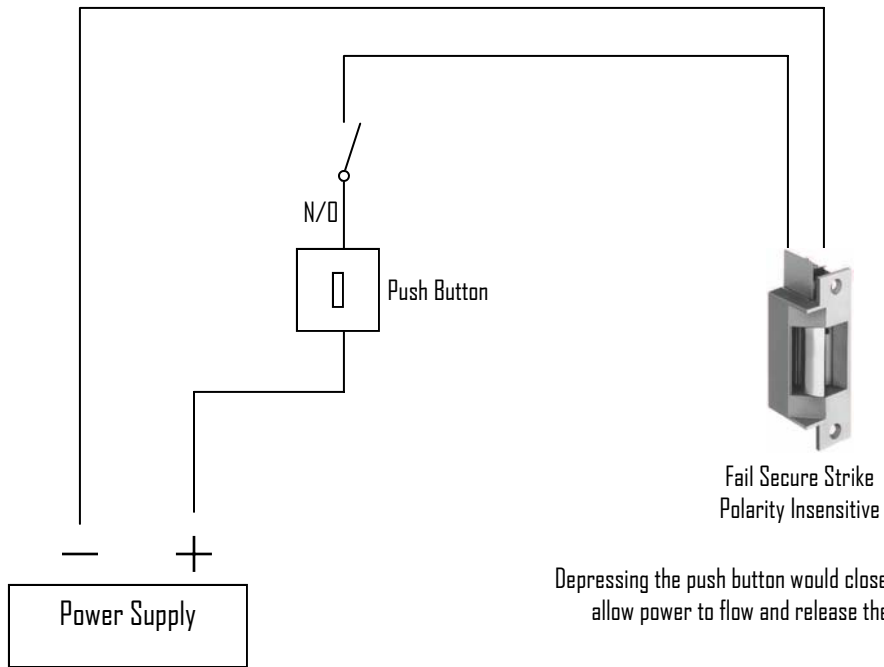 N/O
Push Button
Fail Secure Strike
Polarity Insensitive
— +
Power Supply
Depressing the push button would close
allow power to flow and release the